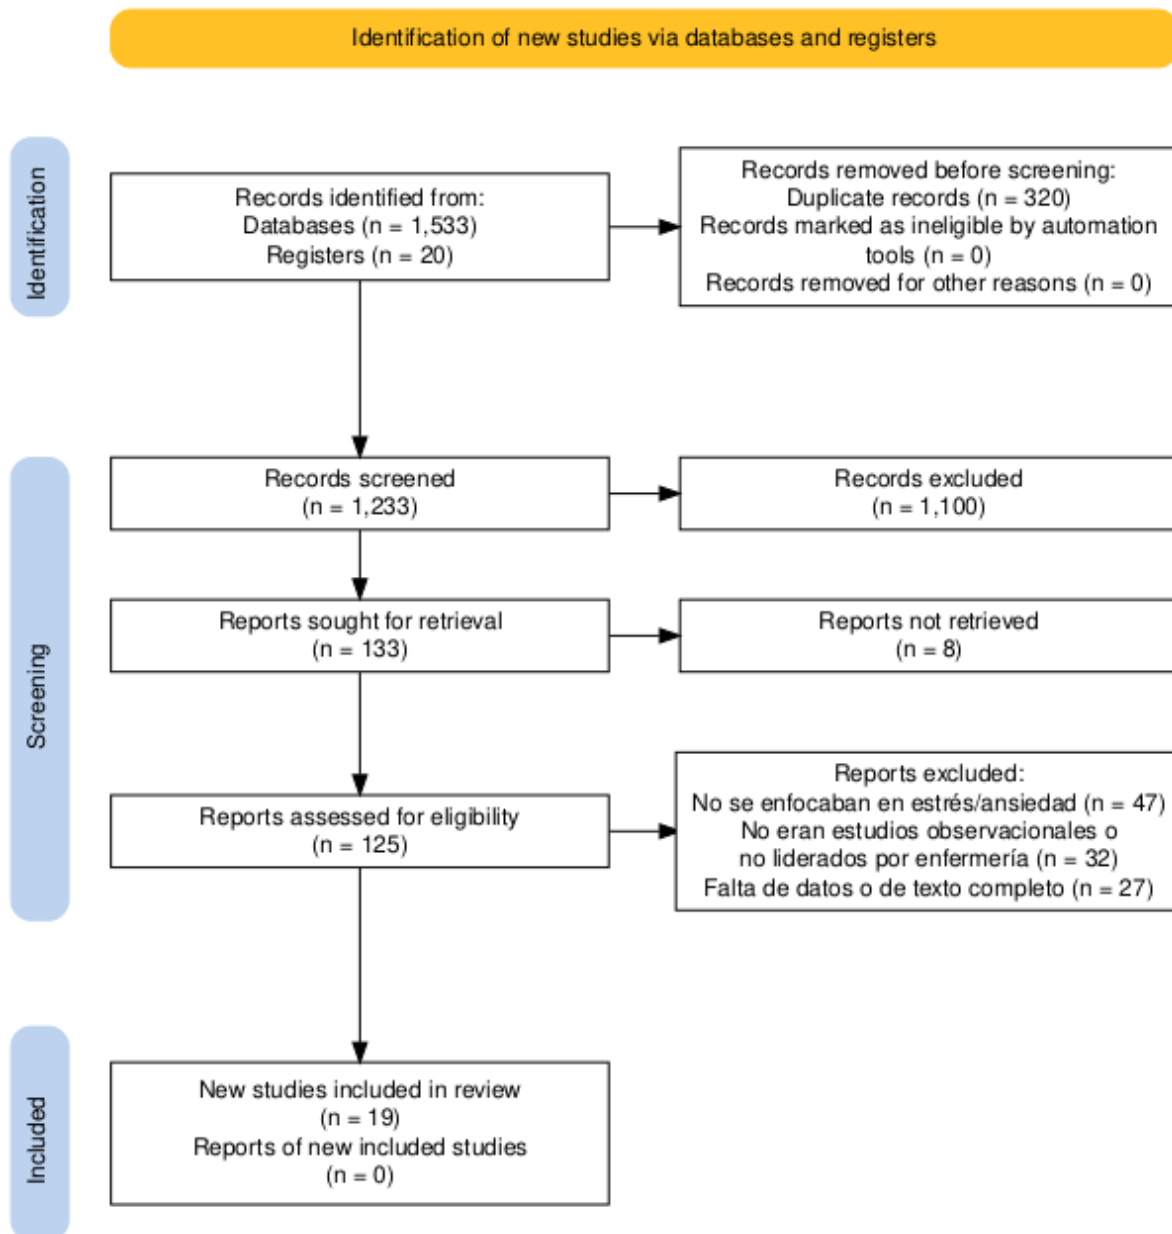 Identification of new studies via databases and registers
Identification
Records identified from:
Databases (n = 1,533)
Registers (n = 20)
Records removed before screening:
Duplicate records (n = 320)
Records marked as ineligible by automation
tools (n = 0)
Records removed for other reasons (n = 0)
Screening
Records screened
(n = 1,233)
Records excluded
(n = 1,100)
Reports sought for retrieval
(n = 133)
Reports not retrieved
(n = 8)
Reports assessed for eligibility
(n = 125)
Reports excluded:
No se enfocaban en estrés/ansiedad (n = 47)
No eran estudios observacionales o
no liderados por enfermería (n = 32)
Falta de datos o de texto completo (n = 27)
Included
New studies included in review
(n = 19)
Reports of new included studies
(n = 0)